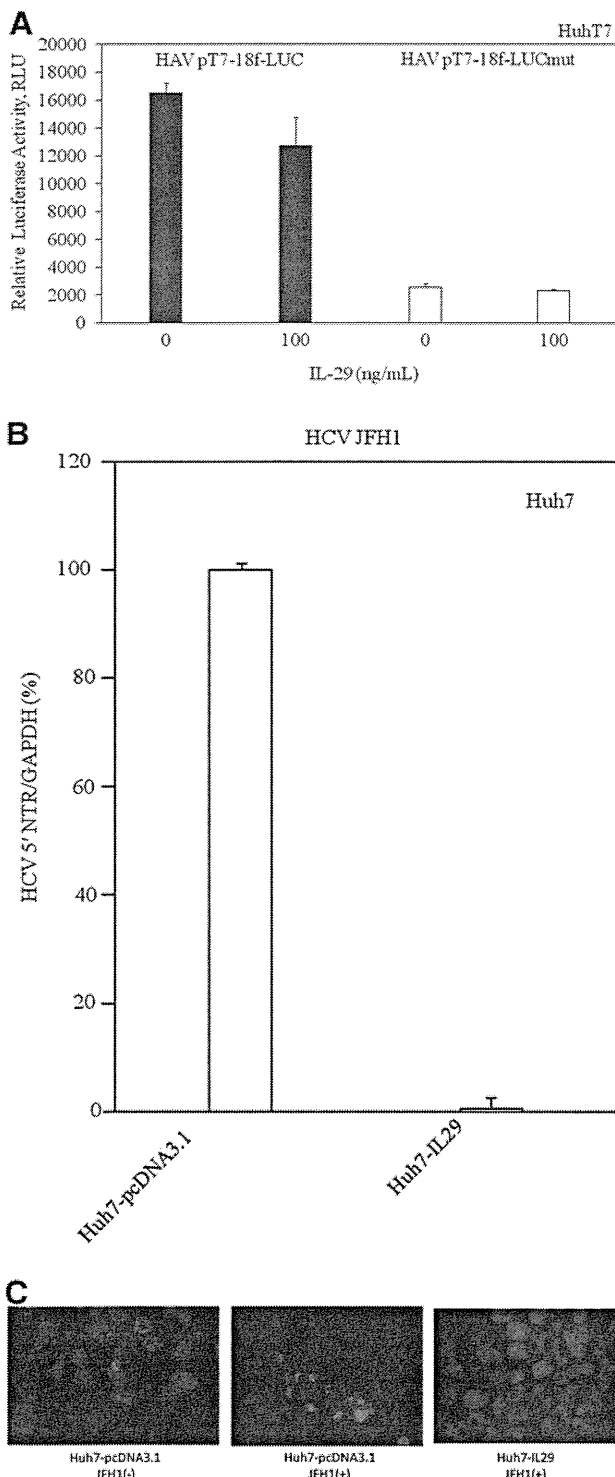 A
HuhT7
20000
HAV pT7-18f-LUC
HAV pT7-18f-LUCmut
18000
16000
14000
12000
10000
8000
6000
4000
2000
0
Relative Luciferase Activity, RLU
0
100
0
100
IL-29 (ng/mL)
B
HCV JFH1
120
Huh7
100
80
60
40
20
0
HCV 5' NTR/GAPDH (%)
Huh7-pcDNA3.1
Huh7-IL29
C
Huh7-pcDNA3.1
JFH1(-)
Huh7-pcDNA3.1
JFH1(+)
Huh7-IL29
JFH1(+)